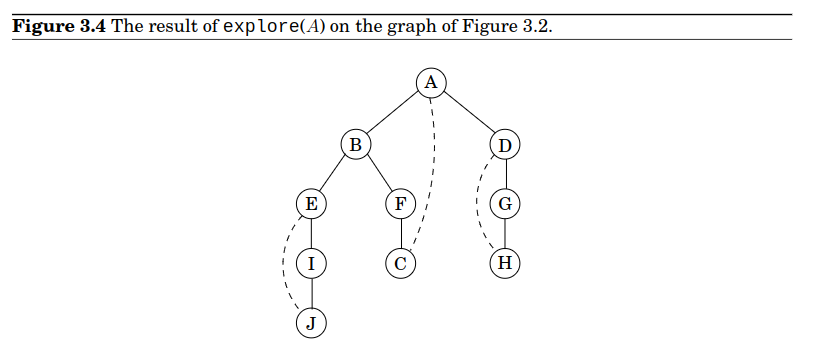 Figure 3.4 The result of explore(A) on the graph of Figure 3.2.
A
B D
E F G
I C H
J